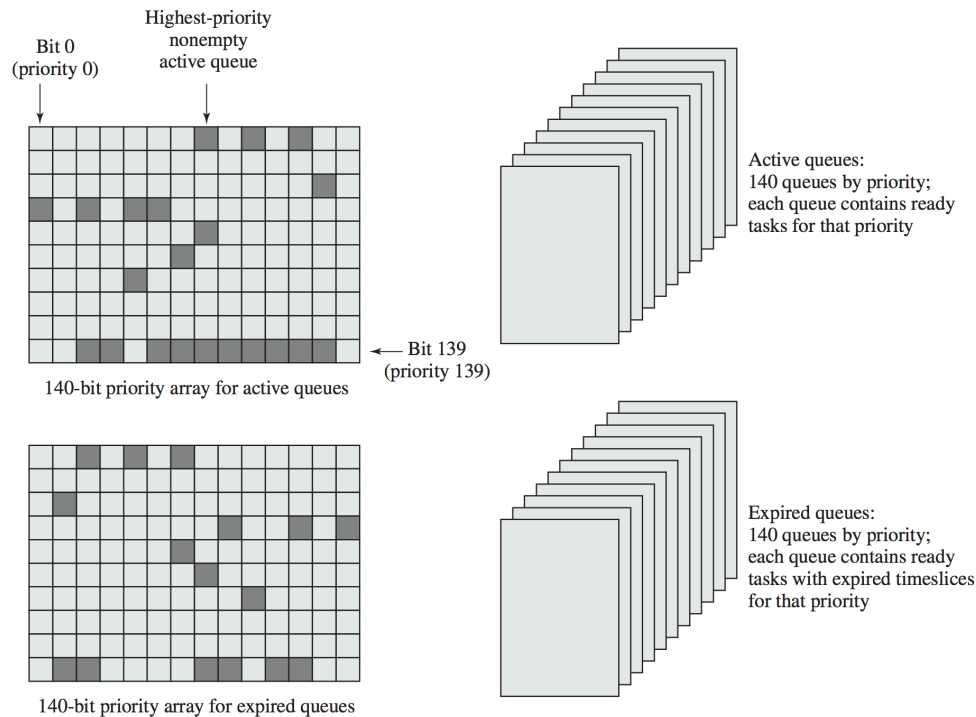 Highest-priority
nonempty
active queue
Bit 0
(priority 0)
Active queues:
140 queues by priority;
each queue contains ready
tasks for that priority
Bit 139
(priority 139)
140-bit priority array for active queues
Expired queues:
140 queues by priority;
each queue contains ready
tasks with expired timeslices
for that priority
140-bit priority array for expired queues